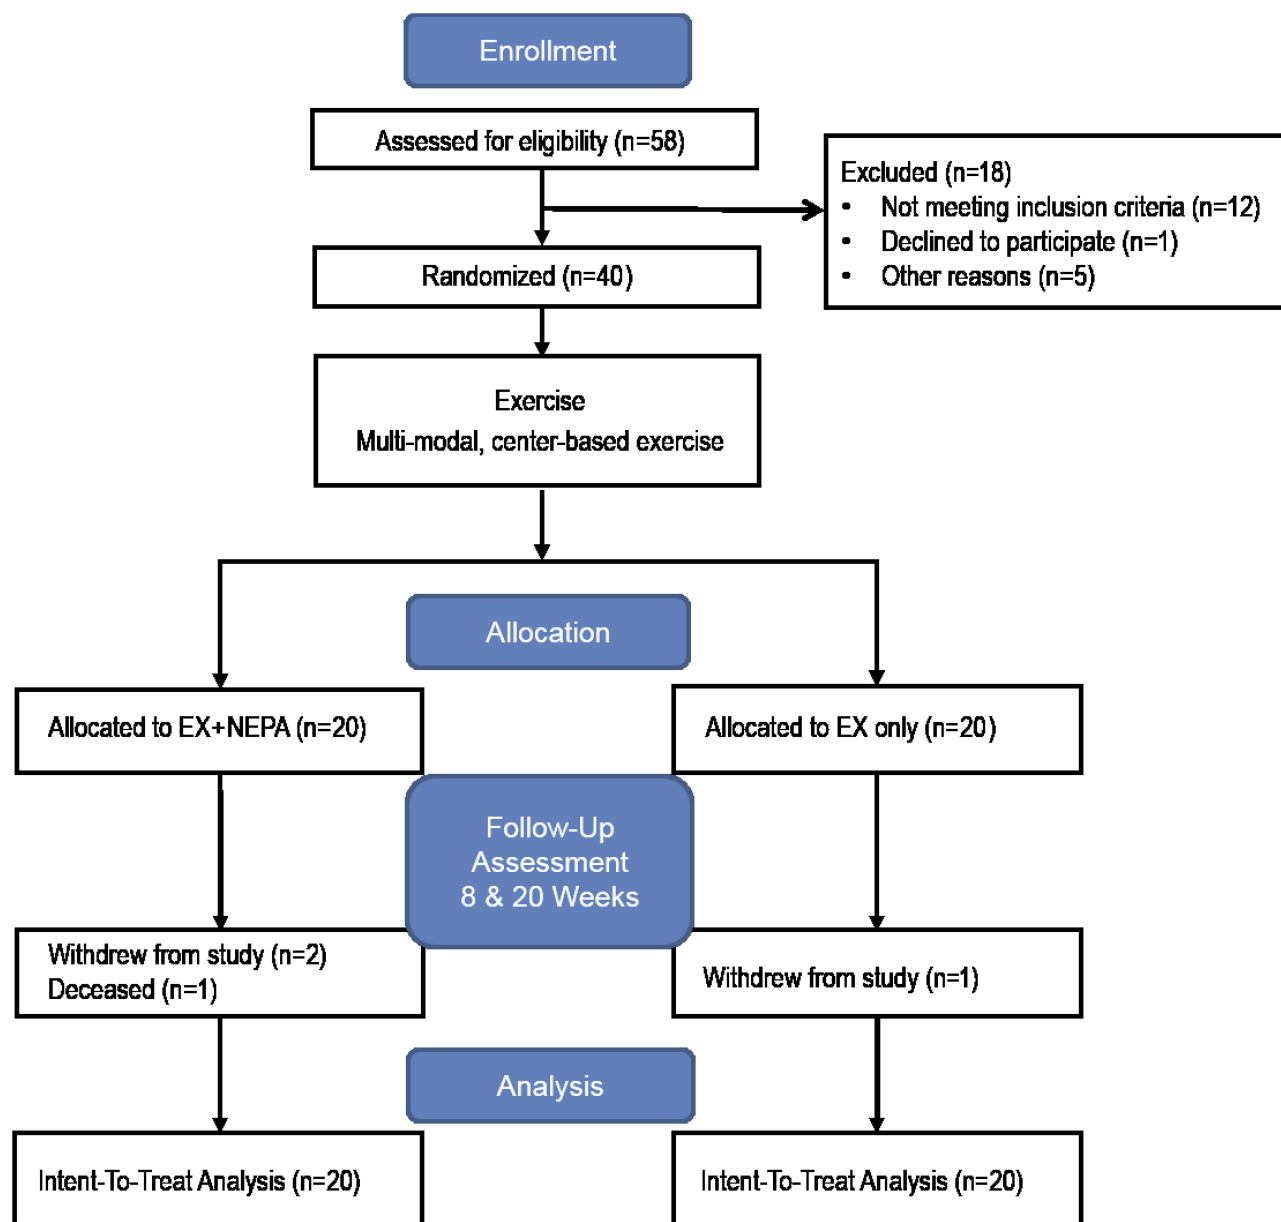 Enrollment
Assessed for eligibility (n=58)
Excluded (n=18)
• Not meeting inclusion criteria (n=12)
• Declined to participate (n=1)
• Other reasons (n=5)
Randomized (n=40)
Exercise
Multi-modal, center-based exercise
Allocation
Allocated to EX+NEPA (n=20)
Allocated to EX only (n=20)
Follow-Up
Assessment
8 & 20 Weeks
Withdrew from study (n=2)
Deceased (n=1)
Withdrew from study (n=1)
Analysis
Intent-To-Treat Analysis (n=20)
Intent-To-Treat Analysis (n=20)